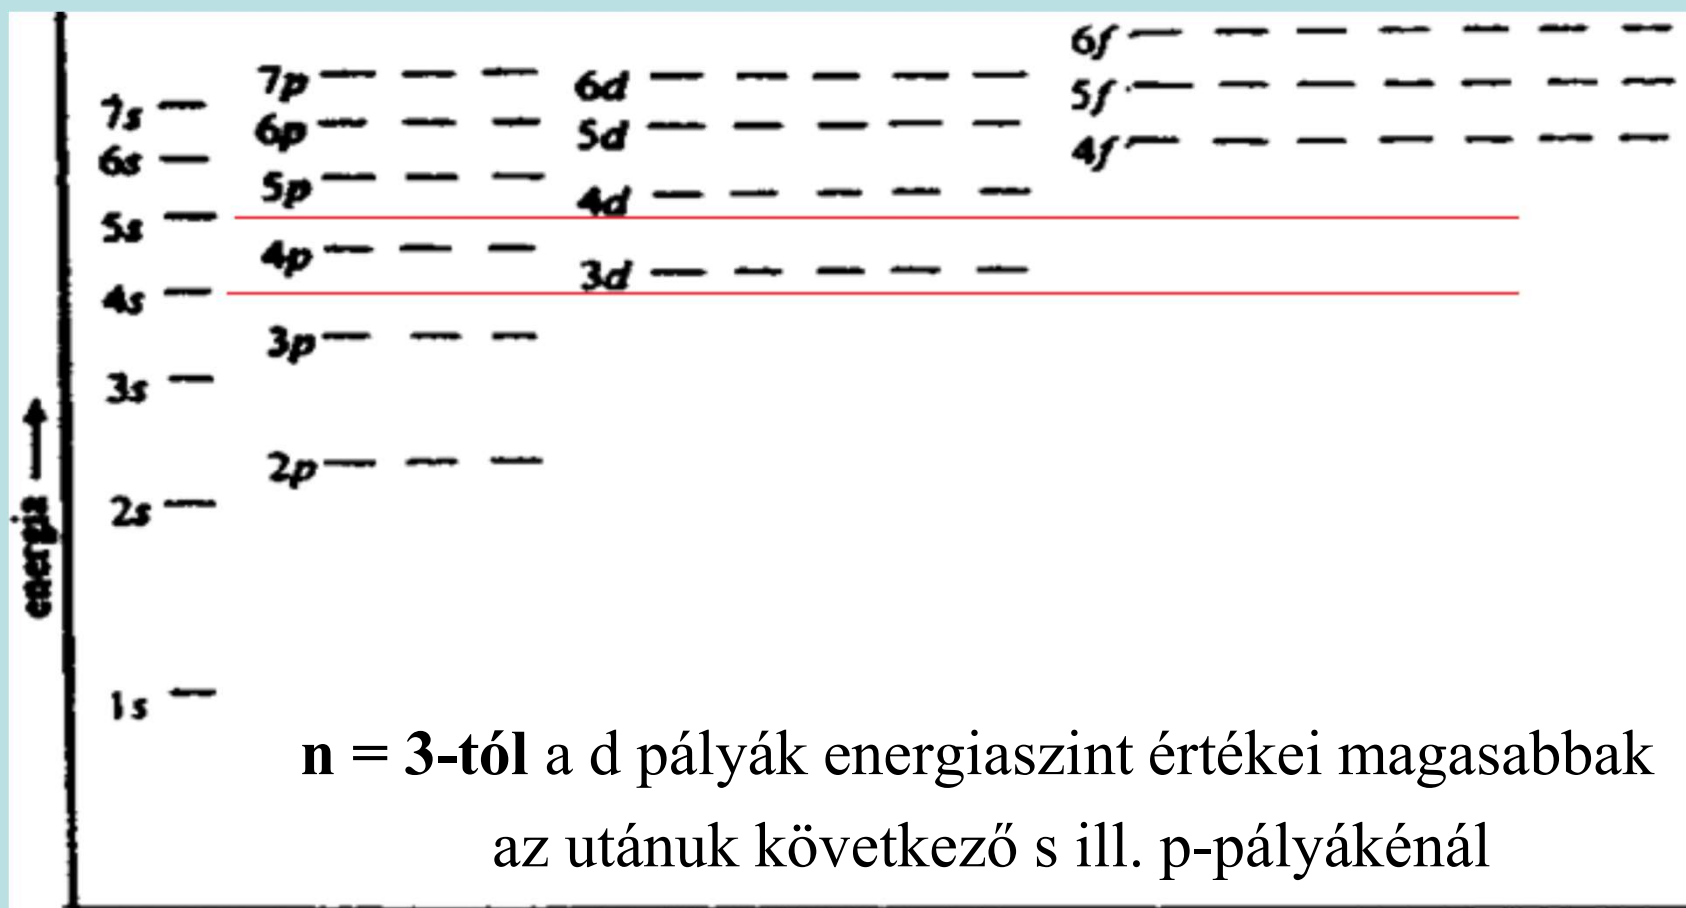 6f
7p 6d
5f
7s
6p 5d
4f
6s
5p
4d
5s
4p
3d
4s
3p
3s
2p
2s
energia
1s
n = 3-tól a d pályák energiaszint értékei magasabbak
az utánuk következő s ill. p-pályákénál